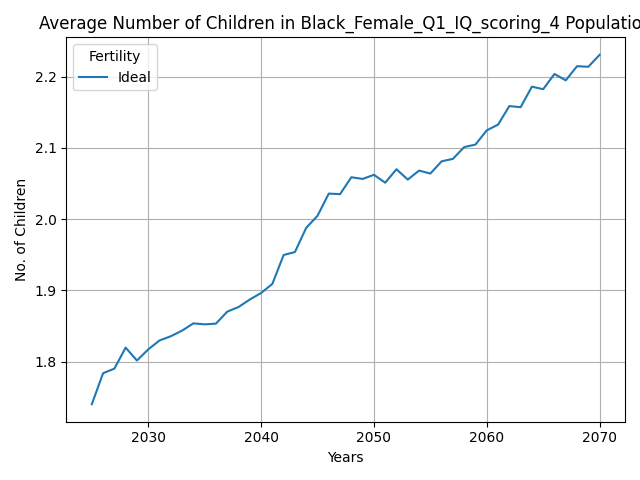 Average Number of Children in Black_Female_Q1_IQ_scoring_4 Populatio
Fertility
Ideal
No. of Children
2.2
2.1
2.0
1.9
1.8
2030 2040 2050 2060 2070
Years